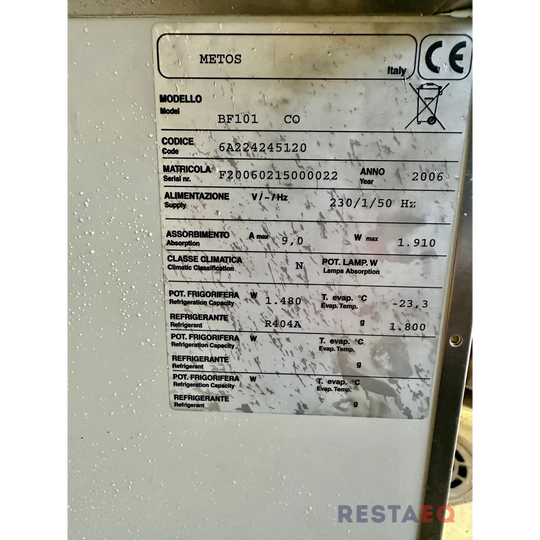 METOS
Italy CE
MODELLO
Model BF101 CO
CODICE
Code 6A224245120
MATRICOLA F20060215000022 ANNO 2006
Serial nr. Year
ALIMENTAZIONE V / ~ / Hz
Supply 230/1/50 Hz
ASSORBIMENTO A max 9,0 W max 1.910
Absorption
CLASSE CLIMATICA N POT. LAMP. W
Climatic Classification Lamps Absorption
POT. FRIGORIFERA W 1.480 T. evap. °C -23,3
Refrigeration Capacity Evap. Temp.
REFRIGERANTE R404A g 1.800
Refrigerant
POT. FRIGORIFERA W T. evap. °C
Refrigeration Capacity Evap. Temp.
REFRIGERANTE g
Refrigerant
POT. FRIGORIFERA W T. evap. °C
Refrigeration Capacity Evap. Temp.
REFRIGERANTE g
Refrigerant
RESTAEQ